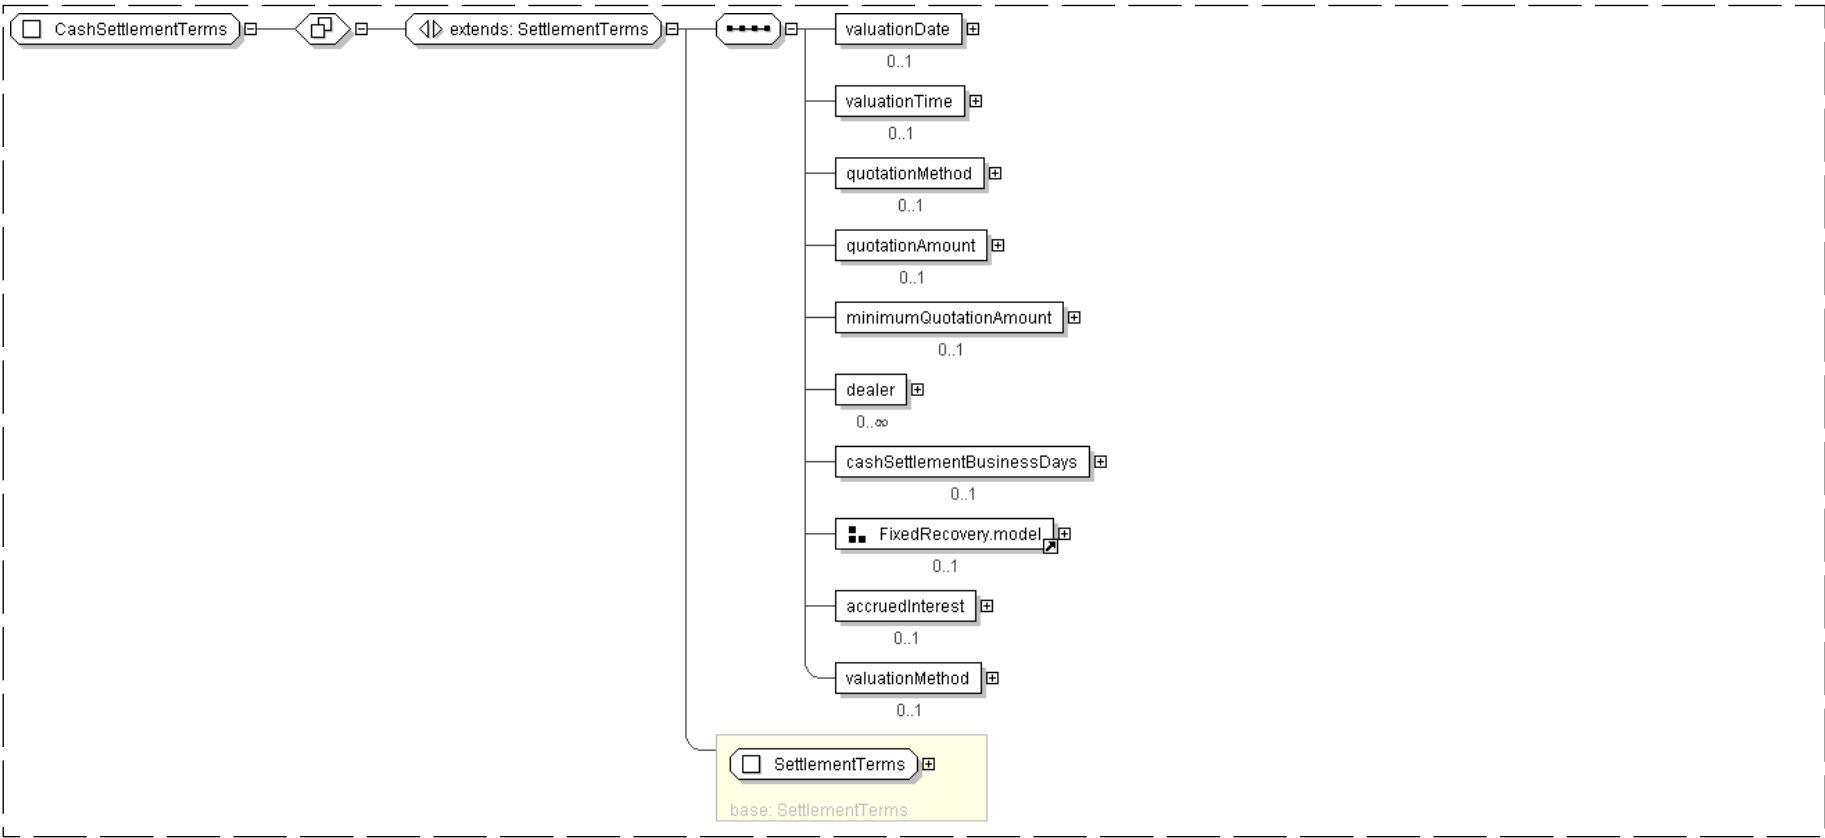 CashSettlementTerms
extends: SettlementTerms
valuationDate
0..1
valuationTime
0..1
quotationMethod
0..1
quotationAmount
0..1
minimumQuotationAmount
0..1
dealer
0..∞
cashSettlementBusinessDays
0..1
FixedRecovery.model
0..1
accruedInterest
0..1
valuationMethod
0..1
SettlementTerms
base: SettlementTerms